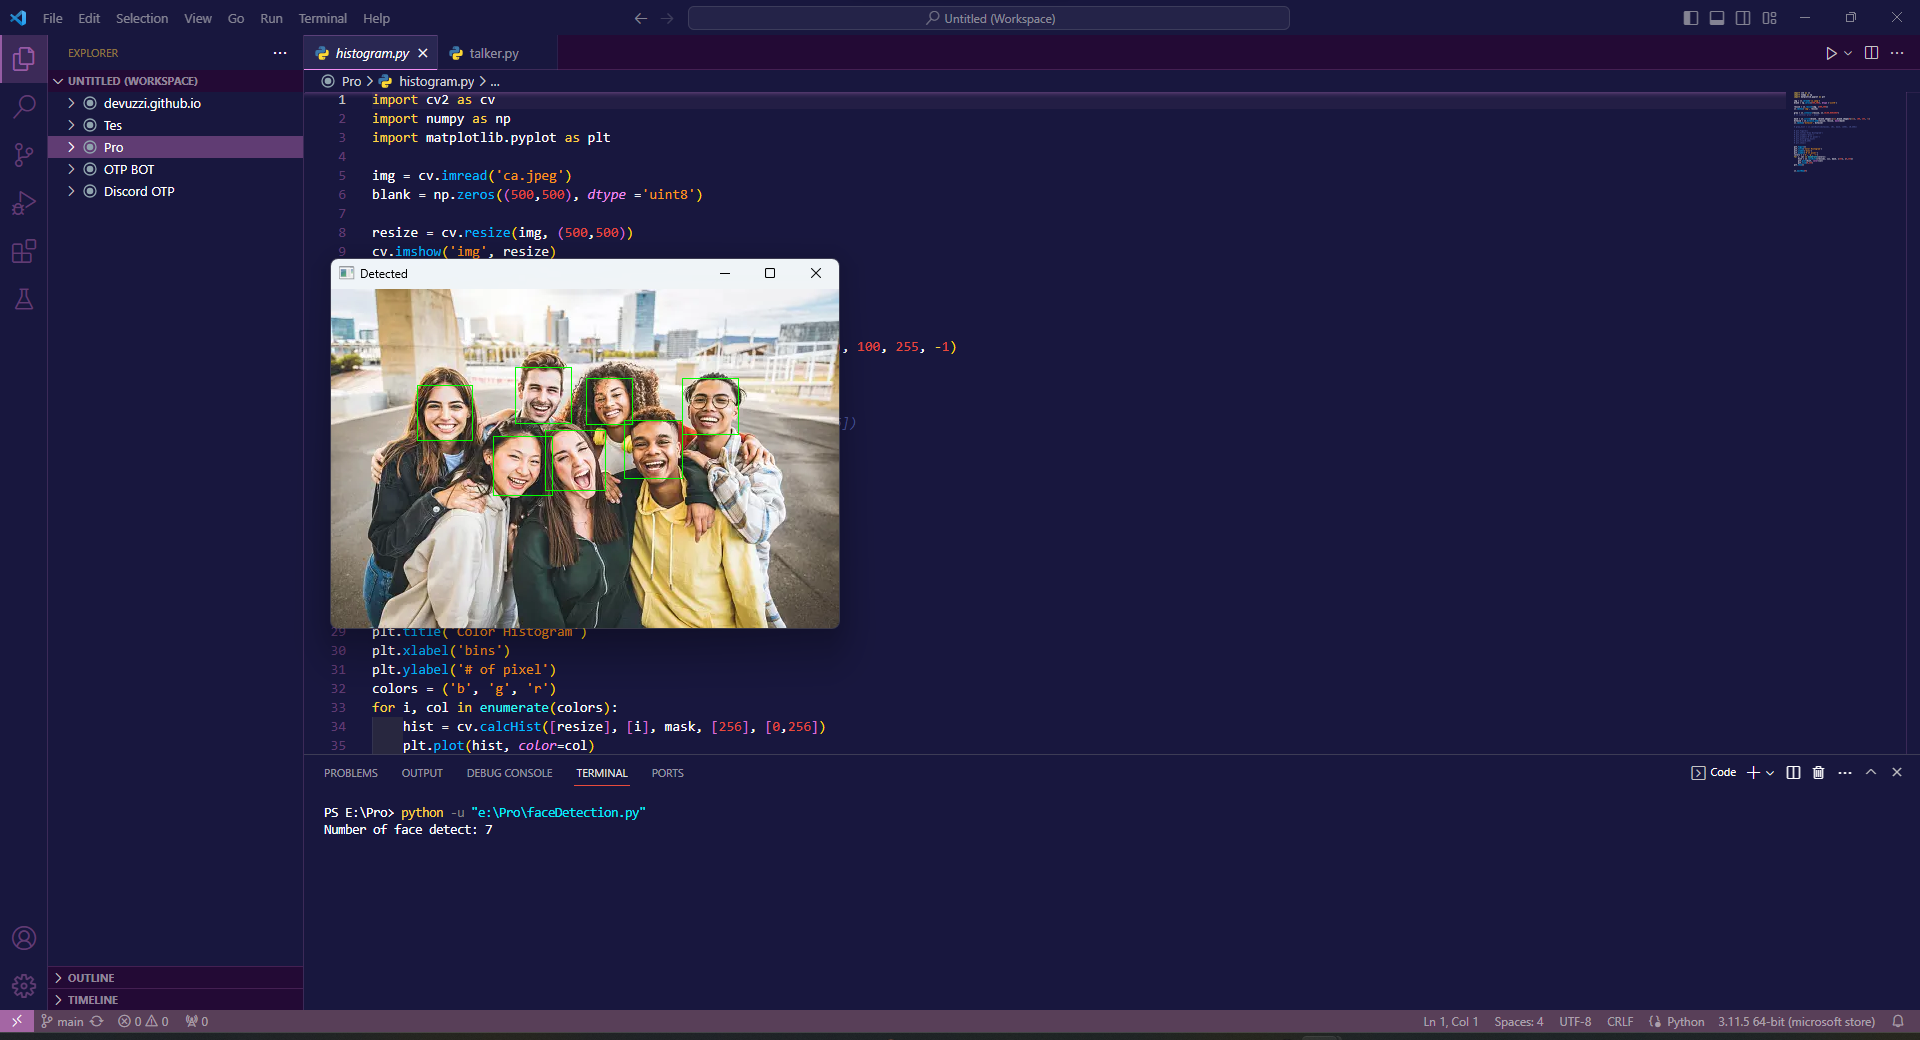 File Edit Selection View Go Run Terminal Help
Untitled (Workspace)
EXPLORER
UNTITLED (WORKSPACE)
devuzzi.github.io
Tes
Pro
OTP BOT
Discord OTP
OUTLINE
TIMELINE
histogram.py
talker.py
Pro > histogram.py > ...
1 import cv2 as cv
2 import numpy as np
3 import matplotlib.pyplot as plt
4
5 img = cv.imread('ca.jpeg')
6 blank = np.zeros((500,500), dtype ='uint8')
7
8 resize = cv.resize(img, (500,500))
9 cv.imshow('img', resize)
Detected
, 100, 255, -1)
])
29 plt.title('Color Histogram')
30 plt.xlabel('bins')
31 plt.ylabel('# of pixel')
32 colors = ('b', 'g', 'r')
33 for i, col in enumerate(colors):
34 hist = cv.calcHist([resize], [i], mask, [256], [0,256])
35 plt.plot(hist, color=col)
PROBLEMS OUTPUT DEBUG CONSOLE TERMINAL PORTS
Code
PS E:\Pro> python -u "e:\Pro\faceDetection.py"
Number of face detect: 7
main 0 0 0
Ln 1, Col 1 Spaces: 4 UTF-8 CRLF Python 3.11.5 64-bit (microsoft store)